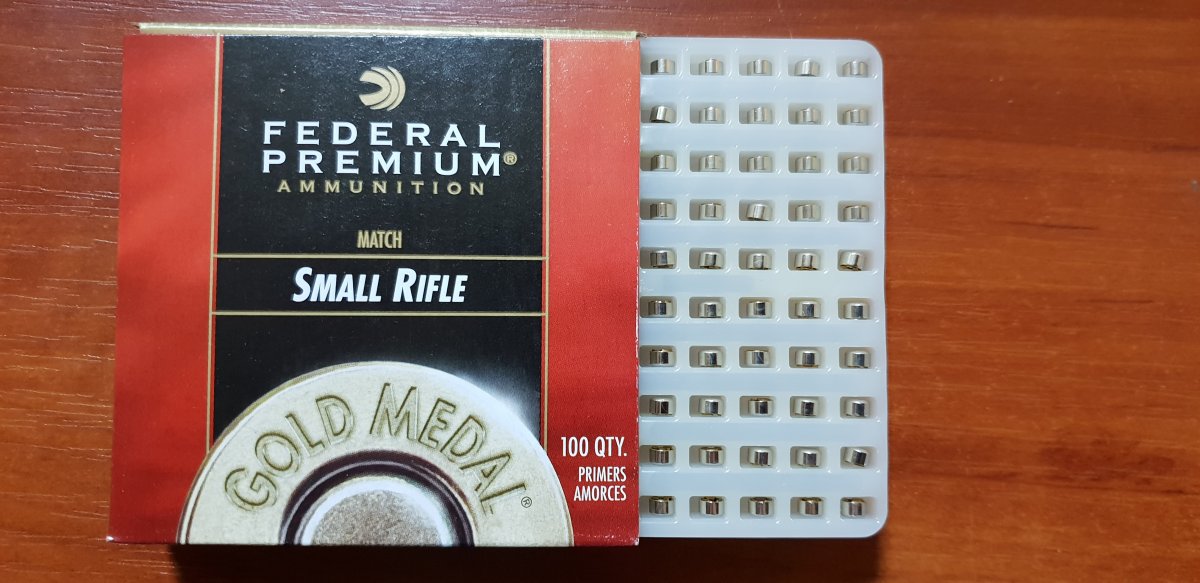 FEDERAL
PREMIUM®
AMMUNITION
MATCH
SMALL RIFLE
GOLD MEDAL®
100 QTY.
PRIMERS
AMORCES